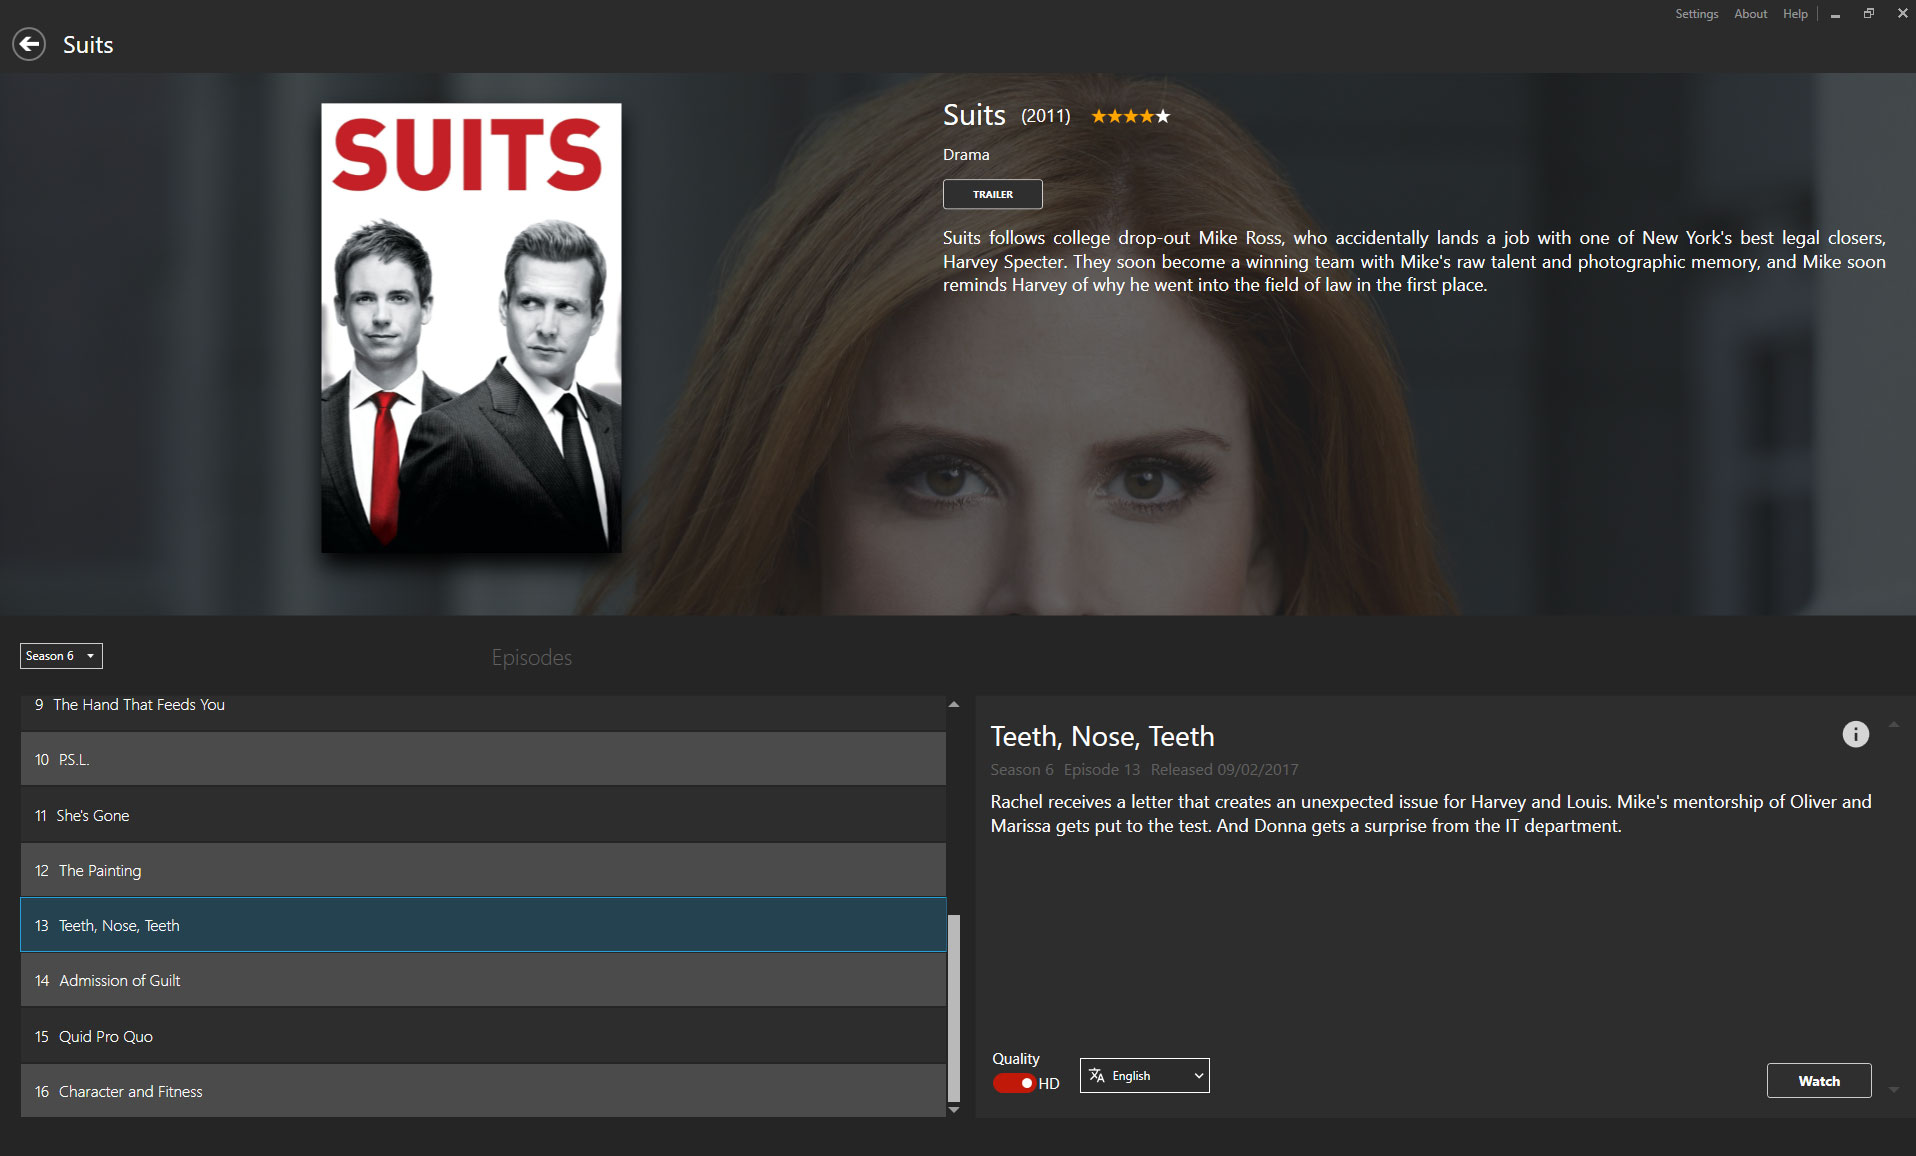 Settings About Help
Suits
SUITS
Suits (2011)
Drama
TRAILER
Suits follows college drop-out Mike Ross, who accidentally lands a job with one of New York's best legal closers,
Harvey Specter. They soon become a winning team with Mike's raw talent and photographic memory, and Mike soon
reminds Harvey of why he went into the field of law in the first place.
Season 6
Episodes
9 The Hand That Feeds You
10 P.S.L.
11 She's Gone
12 The Painting
13 Teeth, Nose, Teeth
14 Admission of Guilt
15 Quid Pro Quo
16 Character and Fitness
Teeth, Nose, Teeth
Season 6 Episode 13 Released 09/02/2017
Rachel receives a letter that creates an unexpected issue for Harvey and Louis. Mike's mentorship of Oliver and
Marissa gets put to the test. And Donna gets a surprise from the IT department.
Quality
HD
English
Watch